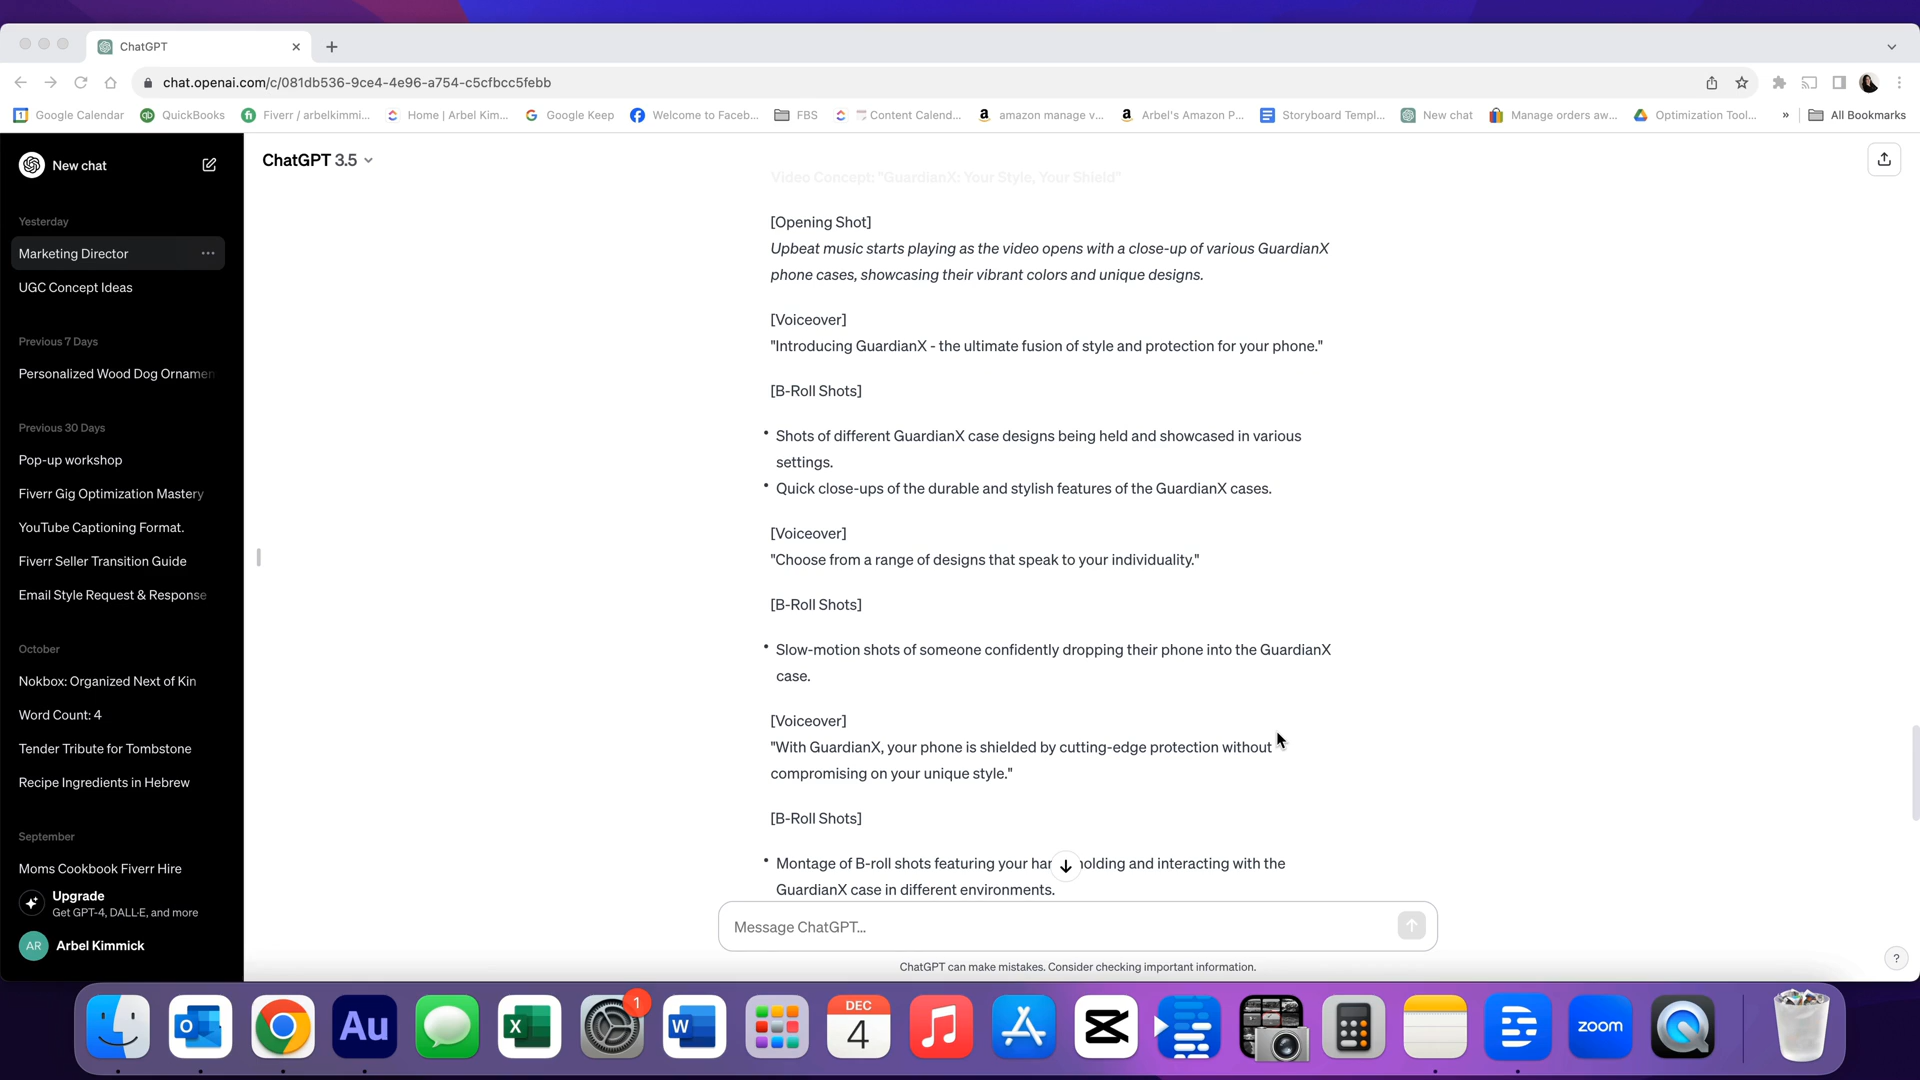 ChatGPT
chat.openai.com/c/081db536-9ce4-4e96-a754-c5cfbcc5febb
Google Calendar
QuickBooks
Fiverr / arbelkimmi...
Home | Arbel Kim...
Google Keep
Welcome to Faceb...
FBS
Content Calend...
amazon manage v...
Arbel's Amazon P...
Storyboard Templ...
New chat
Manage orders aw...
Optimization Tool...
»
All Bookmarks
New chat
Yesterday
Marketing Director
UGC Concept Ideas
Previous 7 Days
Personalized Wood Dog Ornamen
Previous 30 Days
Pop-up workshop
Fiverr Gig Optimization Mastery
YouTube Captioning Format.
Fiverr Seller Transition Guide
Email Style Request & Response
October
Nokbox: Organized Next of Kin
Word Count: 4
Tender Tribute for Tombstone
Recipe Ingredients in Hebrew
September
Moms Cookbook Fiverr Hire
Upgrade
Get GPT-4, DALL·E, and more
AR
Arbel Kimmick
ChatGPT 3.5
Video Concept: "GuardianX: Your Style, Your Shield"
[Opening Shot]
Upbeat music starts playing as the video opens with a close-up of various GuardianX
phone cases, showcasing their vibrant colors and unique designs.
[Voiceover]
"Introducing GuardianX - the ultimate fusion of style and protection for your phone."
[B-Roll Shots]
• Shots of different GuardianX case designs being held and showcased in various
settings.
• Quick close-ups of the durable and stylish features of the GuardianX cases.
[Voiceover]
"Choose from a range of designs that speak to your individuality."
[B-Roll Shots]
• Slow-motion shots of someone confidently dropping their phone into the GuardianX
case.
[Voiceover]
"With GuardianX, your phone is shielded by cutting-edge protection without
compromising on your unique style."
[B-Roll Shots]
• Montage of B-roll shots featuring your han holding and interacting with the
GuardianX case in different environments.
Message ChatGPT...
ChatGPT can make mistakes. Consider checking important information.
?
O
Au
X
1
W
DEC
4
zoom